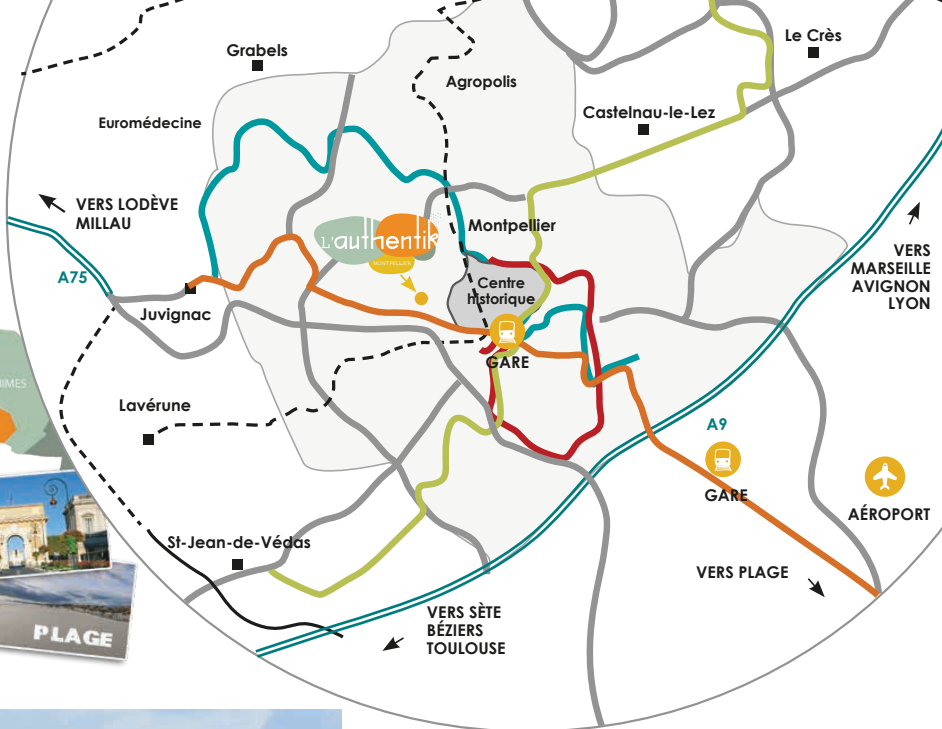 Le Crès
Grabels
Agropolis
Castelnau-le-Lez
Euromédecine
VERS LODÈVE
MILLAU
L'authentik
MONTPELLIER
Montpellier
VERS
MARSEILLE
AVIGNON
LYON
A75
Centre
historique
Juvignac
GARE
IMES
Lavérune
A9
GARE
AÉROPORT
St-Jean-de-Védas
VERS PLAGE
VERS SÈTE
BÉZIERS
TOULOUSE
PLAGE